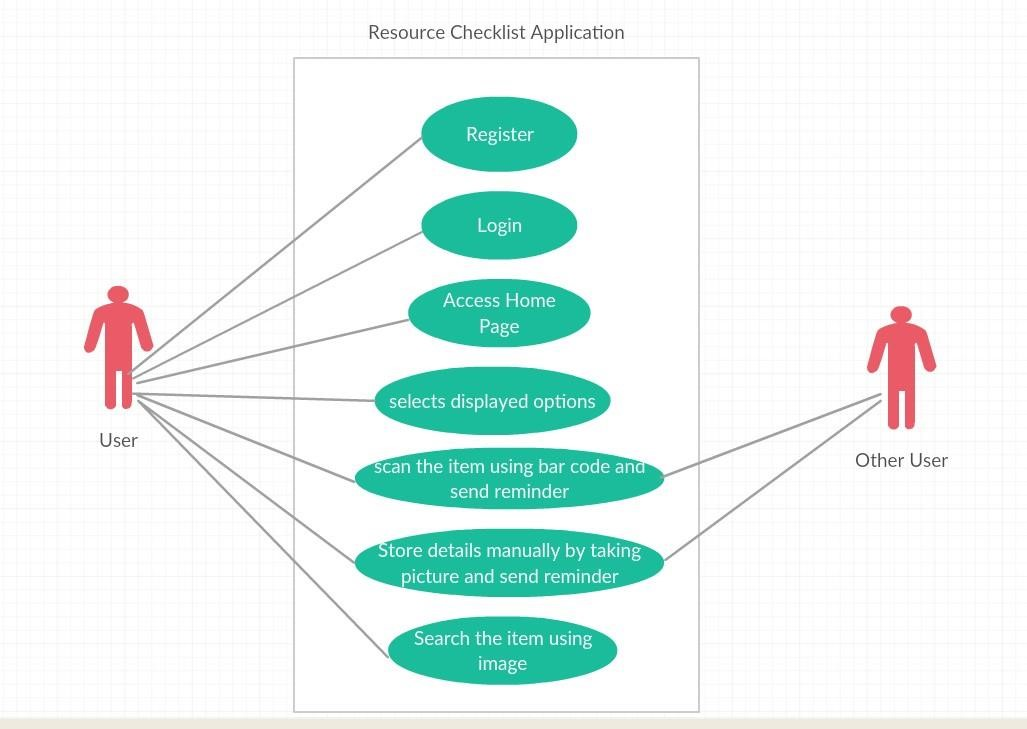 Resource Checklist Application
Register
Login
Access Home
Page
selects displayed options
scan the item using bar code and
send reminder
Store details manually by taking
picture and send reminder
Search the item using
image
User
Other User